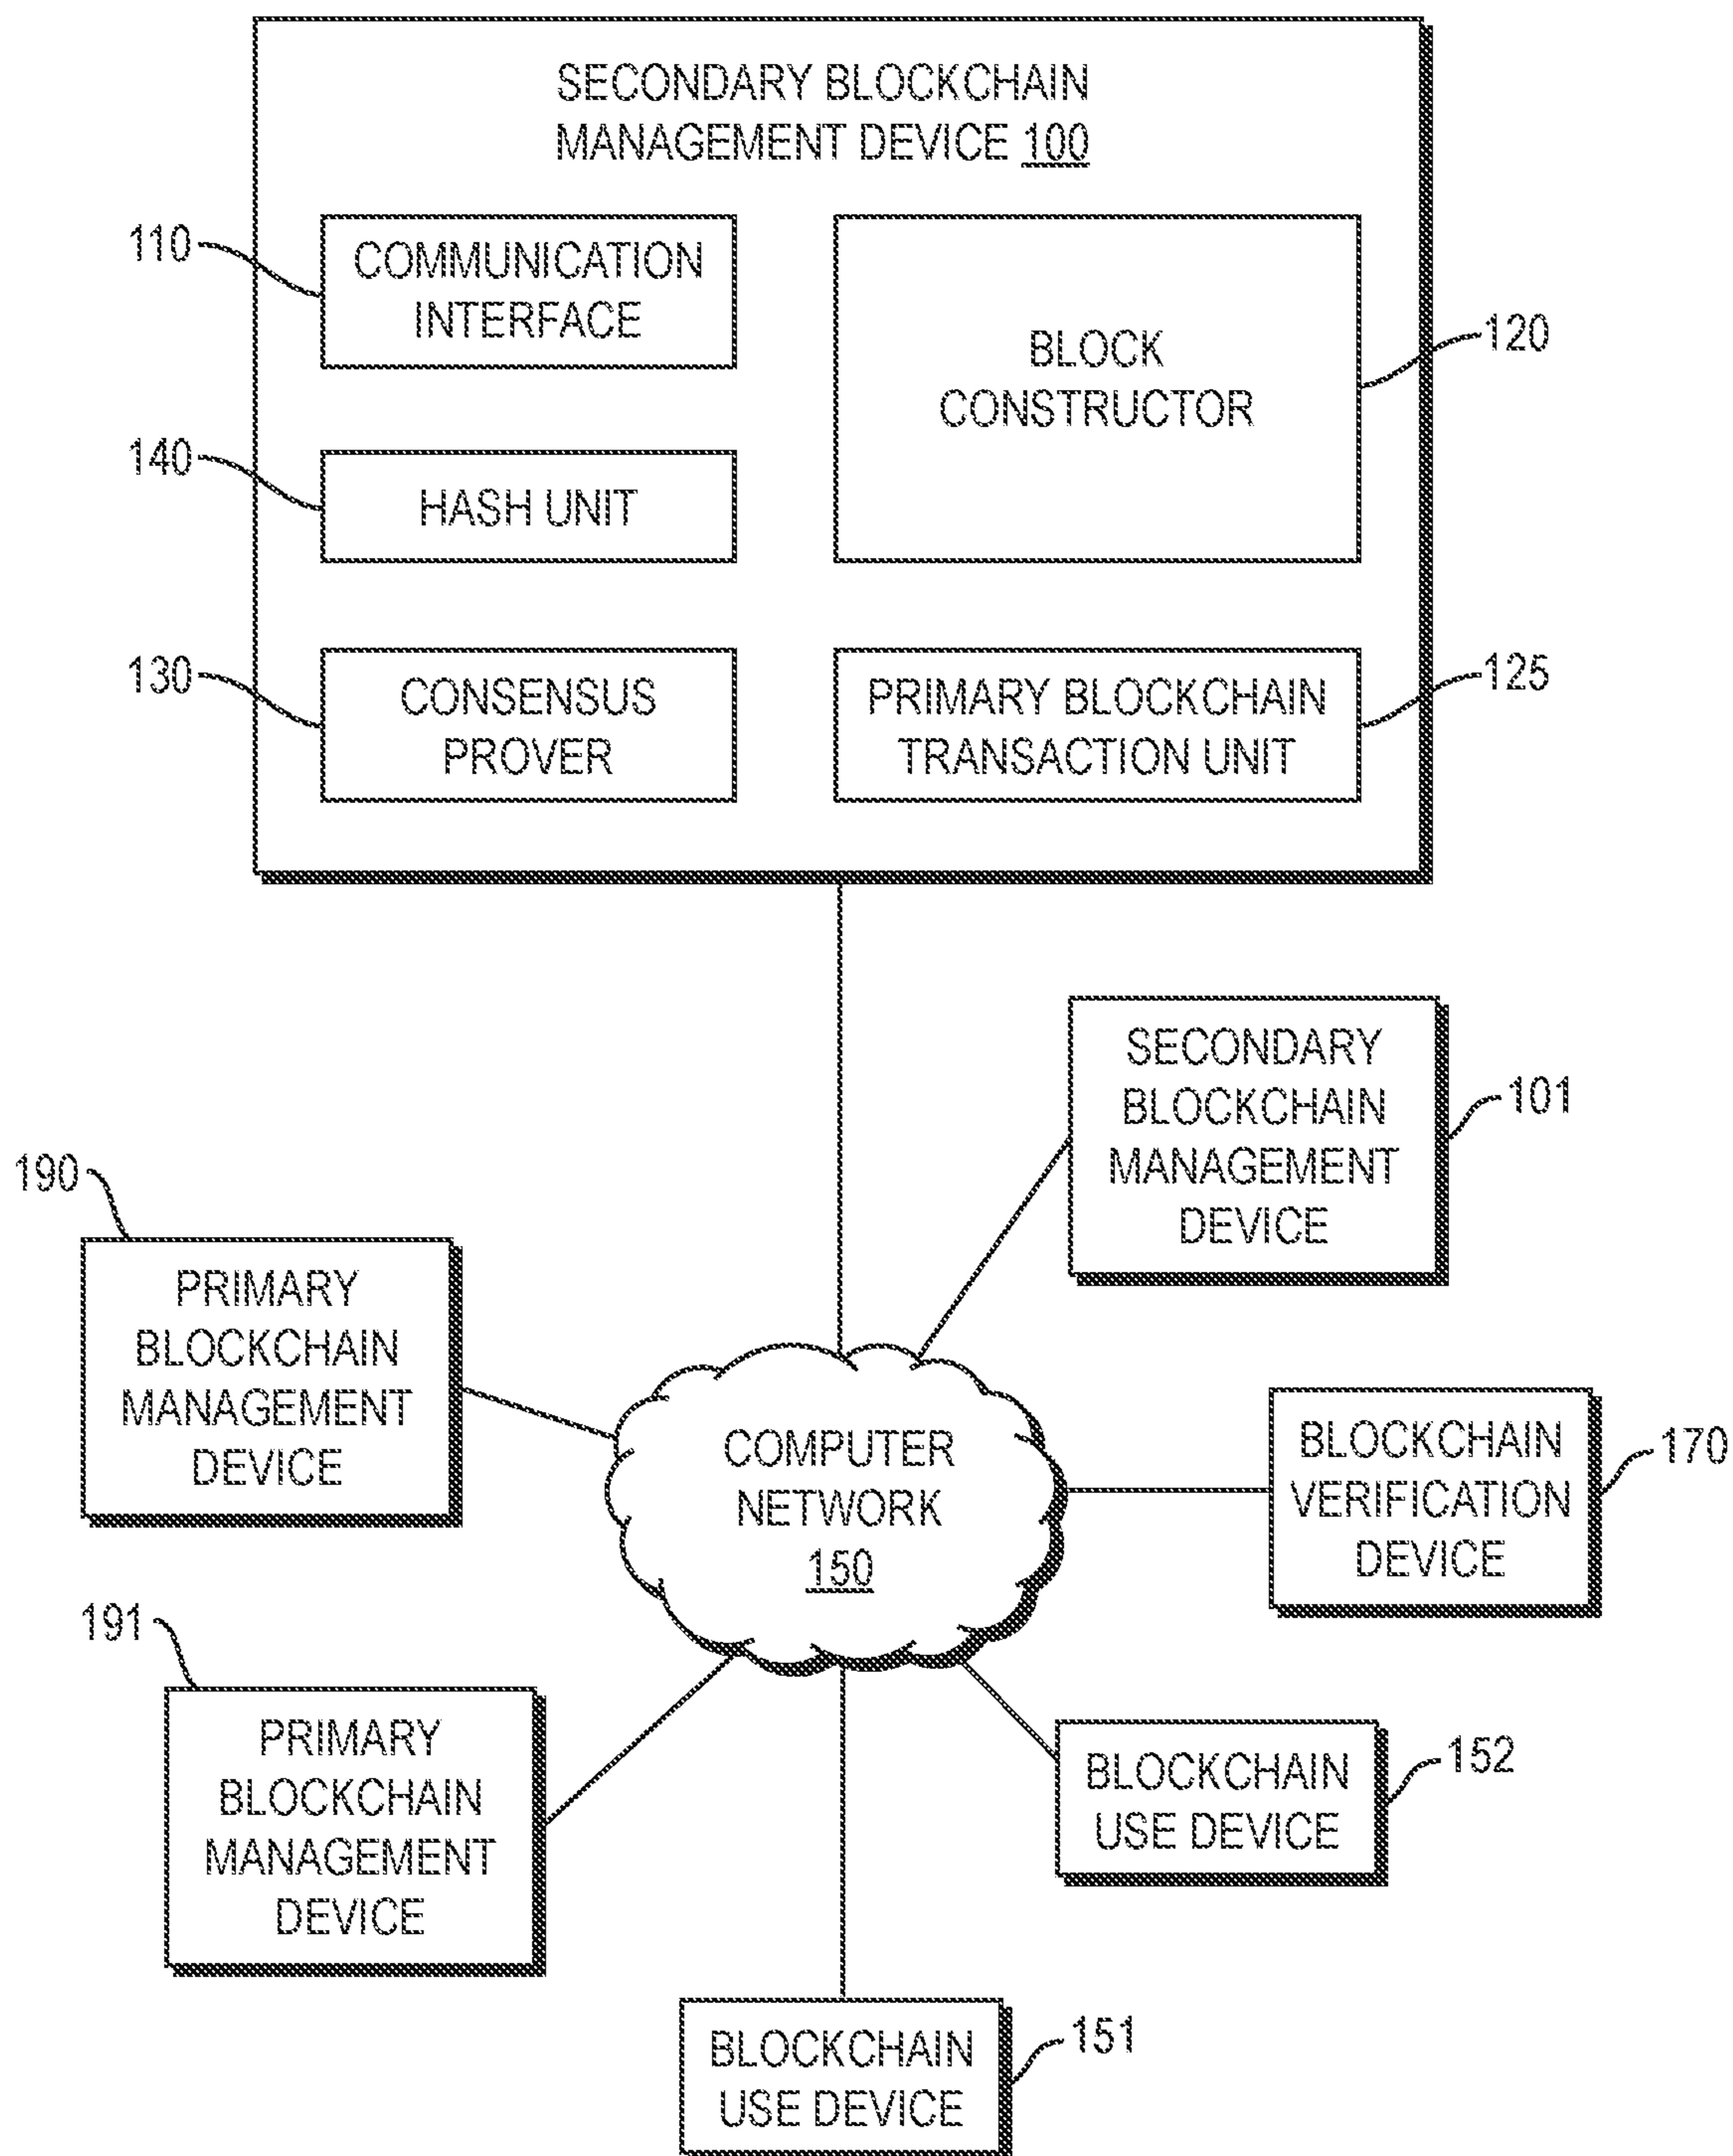 SECONDARY BLOCKCHAIN
MANAGEMENT DEVICE 100
110
COMMUNICATION
INTERFACE
BLOCK
CONSTRUCTOR
120
140
HASH UNIT
130
CONSENSUS
PROVER
PRIMARY BLOCKCHAIN
TRANSACTION UNIT
125
SECONDARY
BLOCKCHAIN
MANAGEMENT
DEVICE
101
190
PRIMARY
BLOCKCHAIN
MANAGEMENT
DEVICE
COMPUTER
NETWORK
150
BLOCKCHAIN
VERIFICATION
DEVICE
170
191
PRIMARY
BLOCKCHAIN
MANAGEMENT
DEVICE
BLOCKCHAIN
USE DEVICE
152
BLOCKCHAIN
USE DEVICE
151